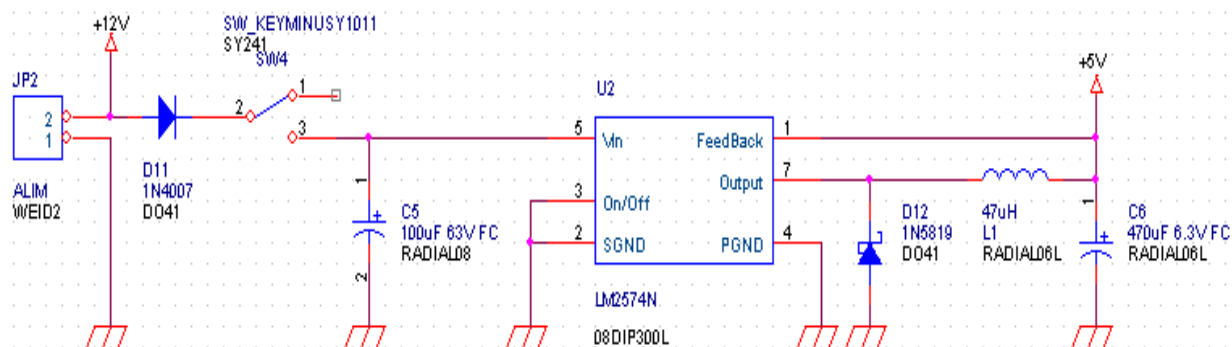 +12V
SW_KEYMINUSY1011
SY241
SW4
JP2
2
1
ALIM
WEID2
D11
1N4007
DO41
2
1
3
1
C5
100uF 63V FC
RADIAL08
2
U2
5
Vin
FeedBack
1
Output
7
3
On/Off
2
SGND
PGND
4
LM2574N
08DIP300L
D12
1N5819
DO41
47uH
L1
RADIAL06L
+5V
1
C6
470uF 6.3V FC
RADIAL06L